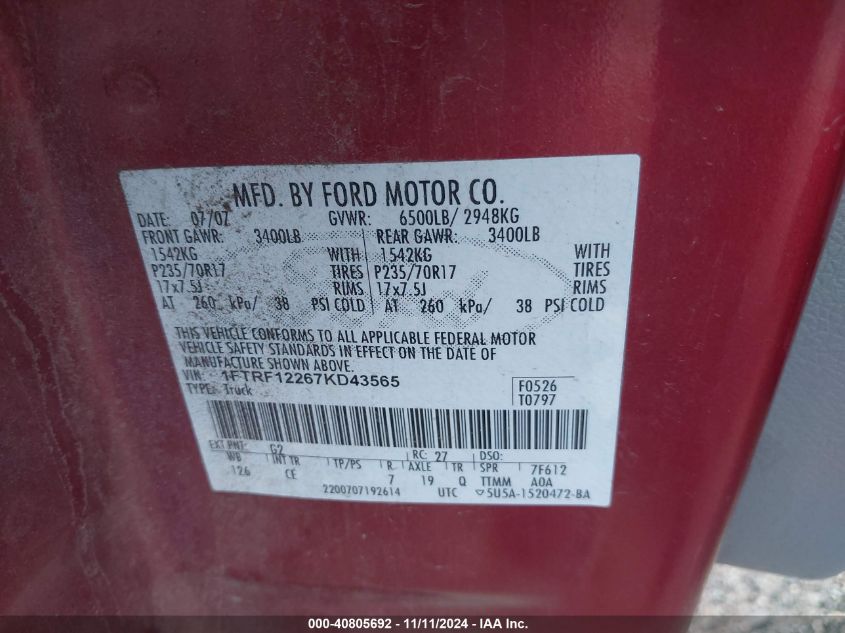 MFD. BY FORD MOTOR CO.
DATE: 07/07 GVWR: 6500LB/ 2948KG
FRONT GAWR: 3400LB REAR GAWR: 3400LB
1542KG WITH 1542KG WITH
P235/70R17 TIRES P235/70R17 TIRES
17x7.5J RIMS 17x7.5J RIMS
AT 260 kPa/ 38 PSI COLD AT 260 kPa/ 38 PSI COLD
THIS VEHICLE CONFORMS TO ALL APPLICABLE FEDERAL MOTOR
VEHICLE SAFETY STANDARDS IN EFFECT ON THE DATE OF
MANUFACTURE SHOWN ABOVE.
VIN: 1FTRF12267KD43565 F0526
TYPE: Truck T0797
EXT PNT: G2 RC: 27 DSO:
WB INT TR TP/PS R AXLE TR SPR 7F612
126 CE 7 19 Q TTMM A0A
2200707192614 UTC ▽5U5A-1520472-BA
000-40805692 - 11/11/2024 - IAA Inc.